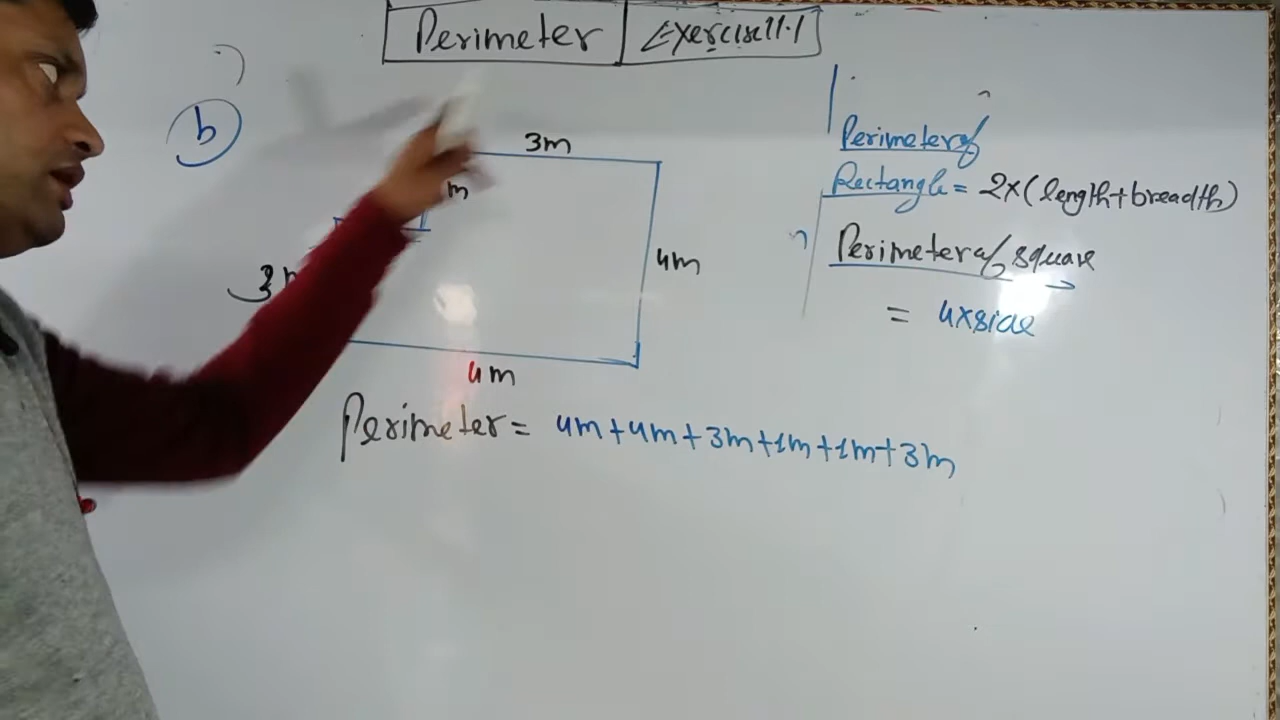 Perimeter Exercise 11.1
b
3m
m
3
4m
4m
Perimeter of
Rectangle = 2×(length+breadth)
Perimeter of square
= 4×side
Perimeter = 4m+4m+3m+1m+1m+3m